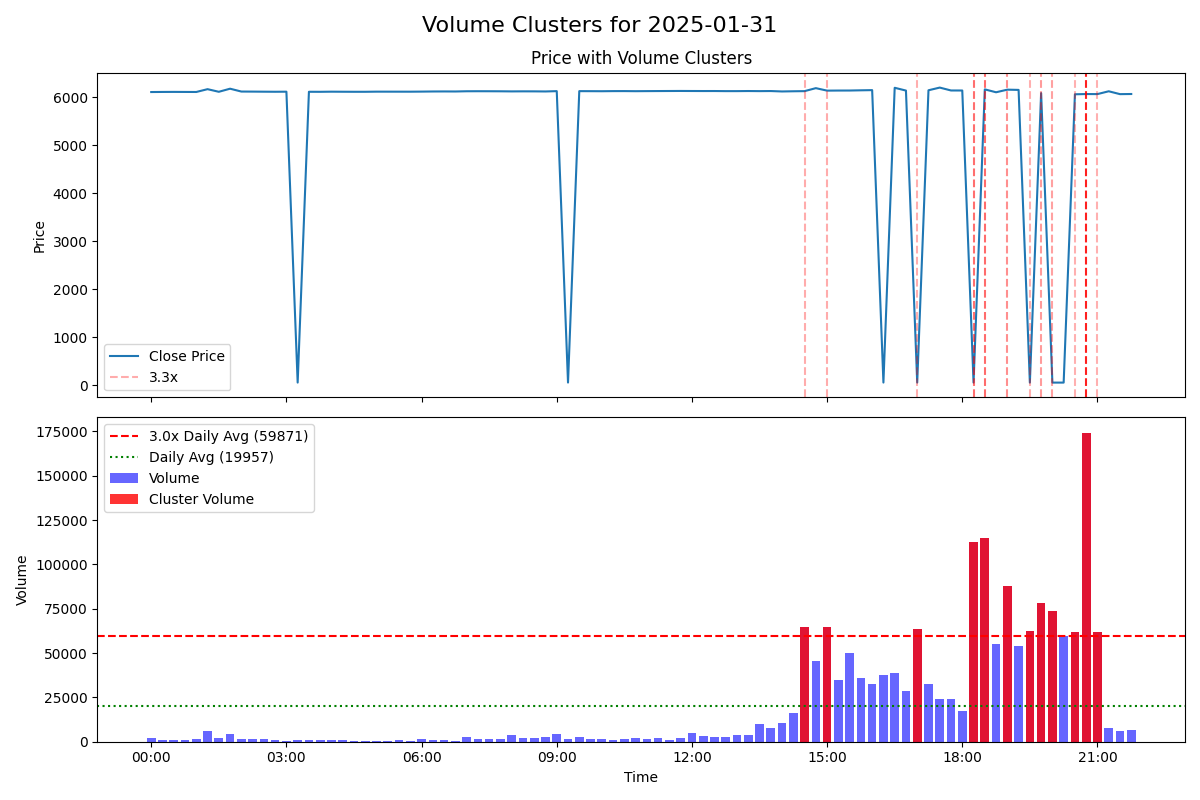 Volume Clusters for 2025-01-31
Price with Volume Clusters
6000
5000
4000
3000
2000
1000
0
Price
Close Price
3.3x
175000
150000
125000
100000
75000
50000
25000
0
Volume
3.0x Daily Avg (59871)
Daily Avg (19957)
Volume
Cluster Volume
00:00 03:00 06:00 09:00 12:00 15:00 18:00 21:00
Time